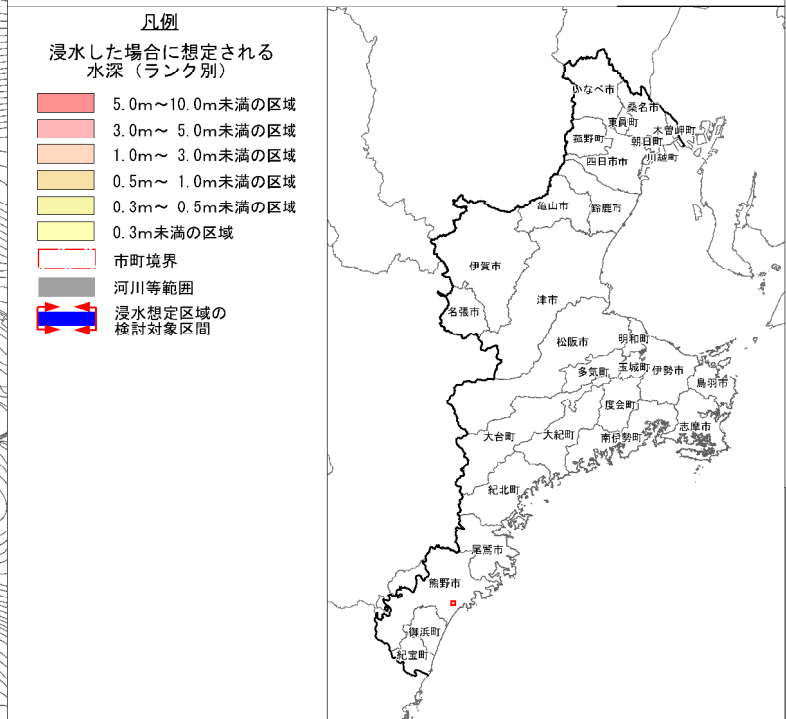 凡例
浸水した場合に想定される
水深（ランク別）
5.0m～10.0m未満の区域
3.0m～ 5.0m未満の区域
1.0m～ 3.0m未満の区域
0.5m～ 1.0m未満の区域
0.3m～ 0.5m未満の区域
0.3m未満の区域
市町境界
河川等範囲
浸水想定区域の
検討対象区間
いなべ市
桑名市
東員町
木曽岬町
菰野町
朝日町
川越町
四日市市
亀山市
鈴鹿市
伊賀市
津市
名張市
松阪市
明和町
多気町
玉城町
伊勢市
鳥羽市
度会町
大台町
大紀町
南伊勢町
志摩市
紀北町
尾鷲市
熊野市
御浜町
紀宝町